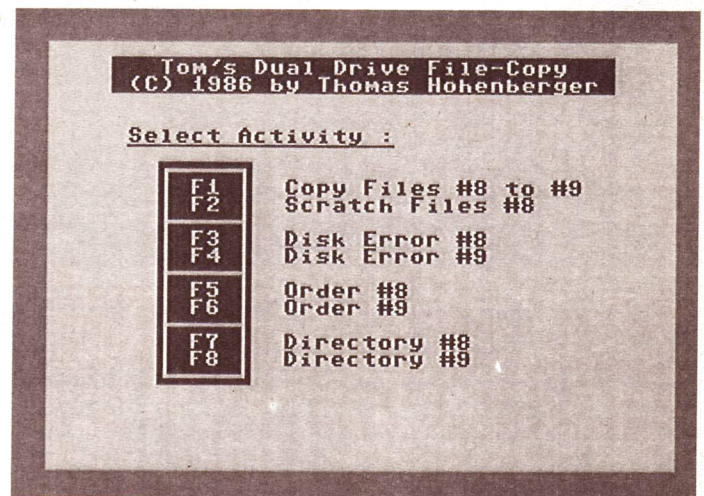 Tom's Dual Drive File-Copy
(C) 1986 by Thomas Hohenberger
Select Activity :
F1 Copy Files #8 to #9
F2 Scratch Files #8
F3 Disk Error #8
F4 Disk Error #9
F5 Order #8
F6 Order #9
F7 Directory #8
F8 Directory #9